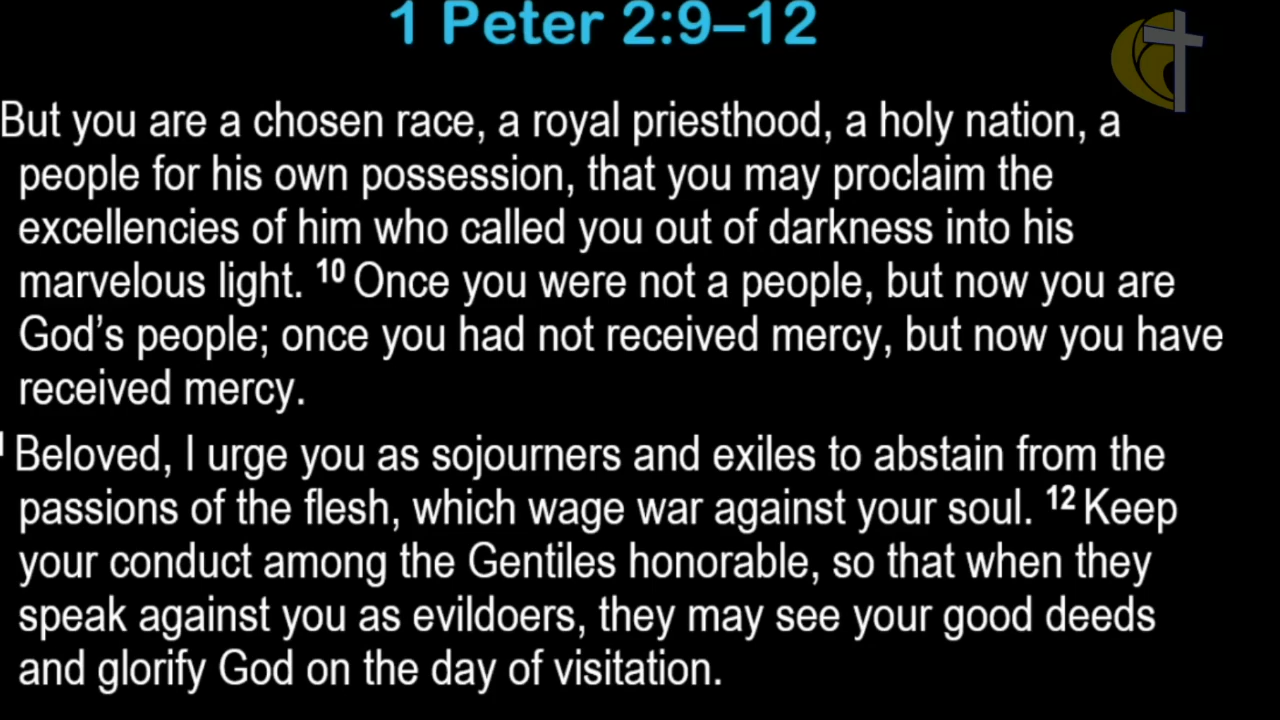 1 Peter 2:9–12
But you are a chosen race, a royal priesthood, a holy nation, a
people for his own possession, that you may proclaim the
excellencies of him who called you out of darkness into his
marvelous light. 10 Once you were not a people, but now you are
God’s people; once you had not received mercy, but now you have
received mercy.
Beloved, I urge you as sojourners and exiles to abstain from the
passions of the flesh, which wage war against your soul. 12 Keep
your conduct among the Gentiles honorable, so that when they
speak against you as evildoers, they may see your good deeds
and glorify God on the day of visitation.